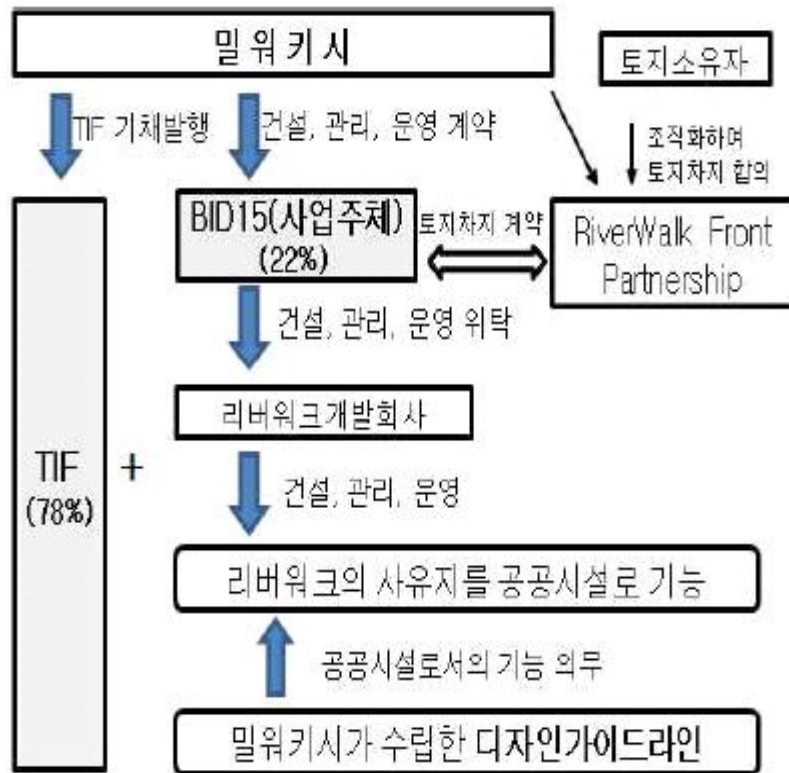 밀워키시
토지소유자
TIF 기채발행
건설, 관리, 운영 계약
조직화하며
토지차지 합의
BID15(사업주체)
(22%)
토지차지 계약
RiverWalk Front
Partnership
건설, 관리, 운영 위탁
리버워크개발회사
TIF
(78%)
+
건설, 관리, 운영
리버워크의 사유지를 공공시설로 기능
공공시설로서의 기능 의무
밀워키시가 수립한 디자인가이드라인